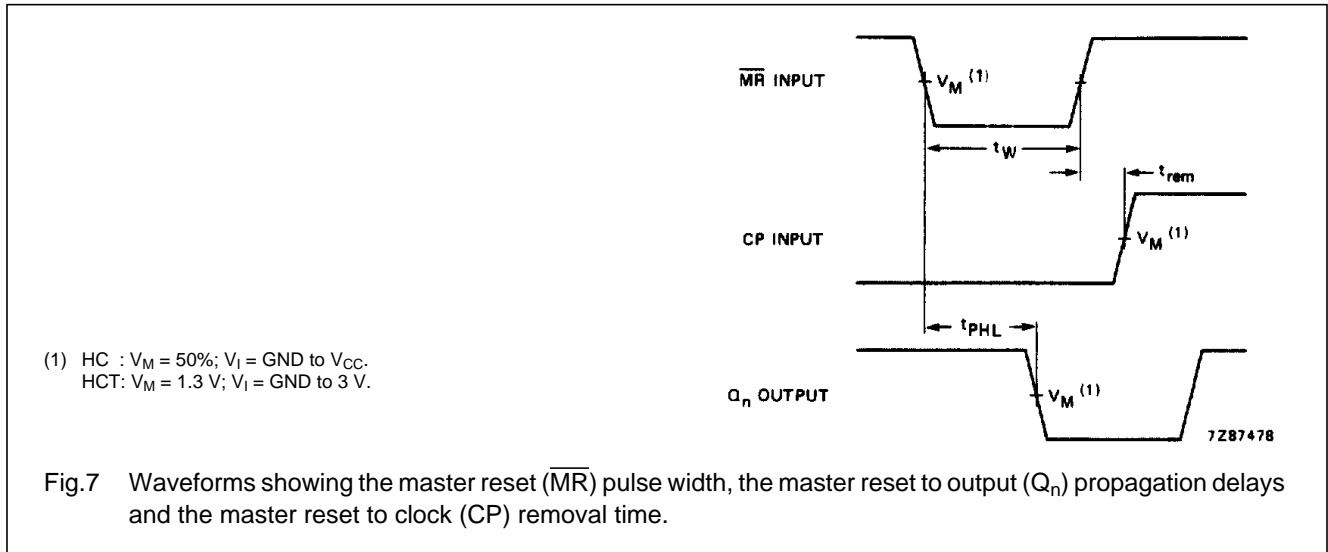 M̅R̅ INPUT
V_M (1)
t_W
t_rem
CP INPUT
V_M (1)
t_PHL
(1) HC : V_M = 50%; V_I = GND to V_CC.
HCT: V_M = 1.3 V; V_I = GND to 3 V.
Q_n OUTPUT
V_M (1)
7Z87478
Fig.7 Waveforms showing the master reset (M̅R̅) pulse width, the master reset to output (Q_n) propagation delays
and the master reset to clock (CP) removal time.